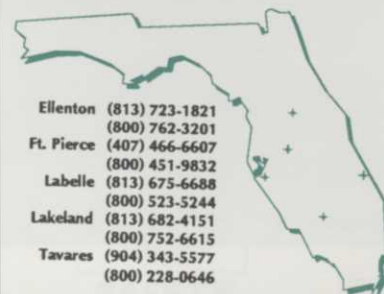 Ellenton (813) 723-1821
(800) 762-3201
Ft. Pierce (407) 466-6607
(800) 451-9832
Labelle (813) 675-6688
(800) 523-5244
Lakeland (813) 682-4151
(800) 752-6615
Tavares (904) 343-5577
(800) 228-0646